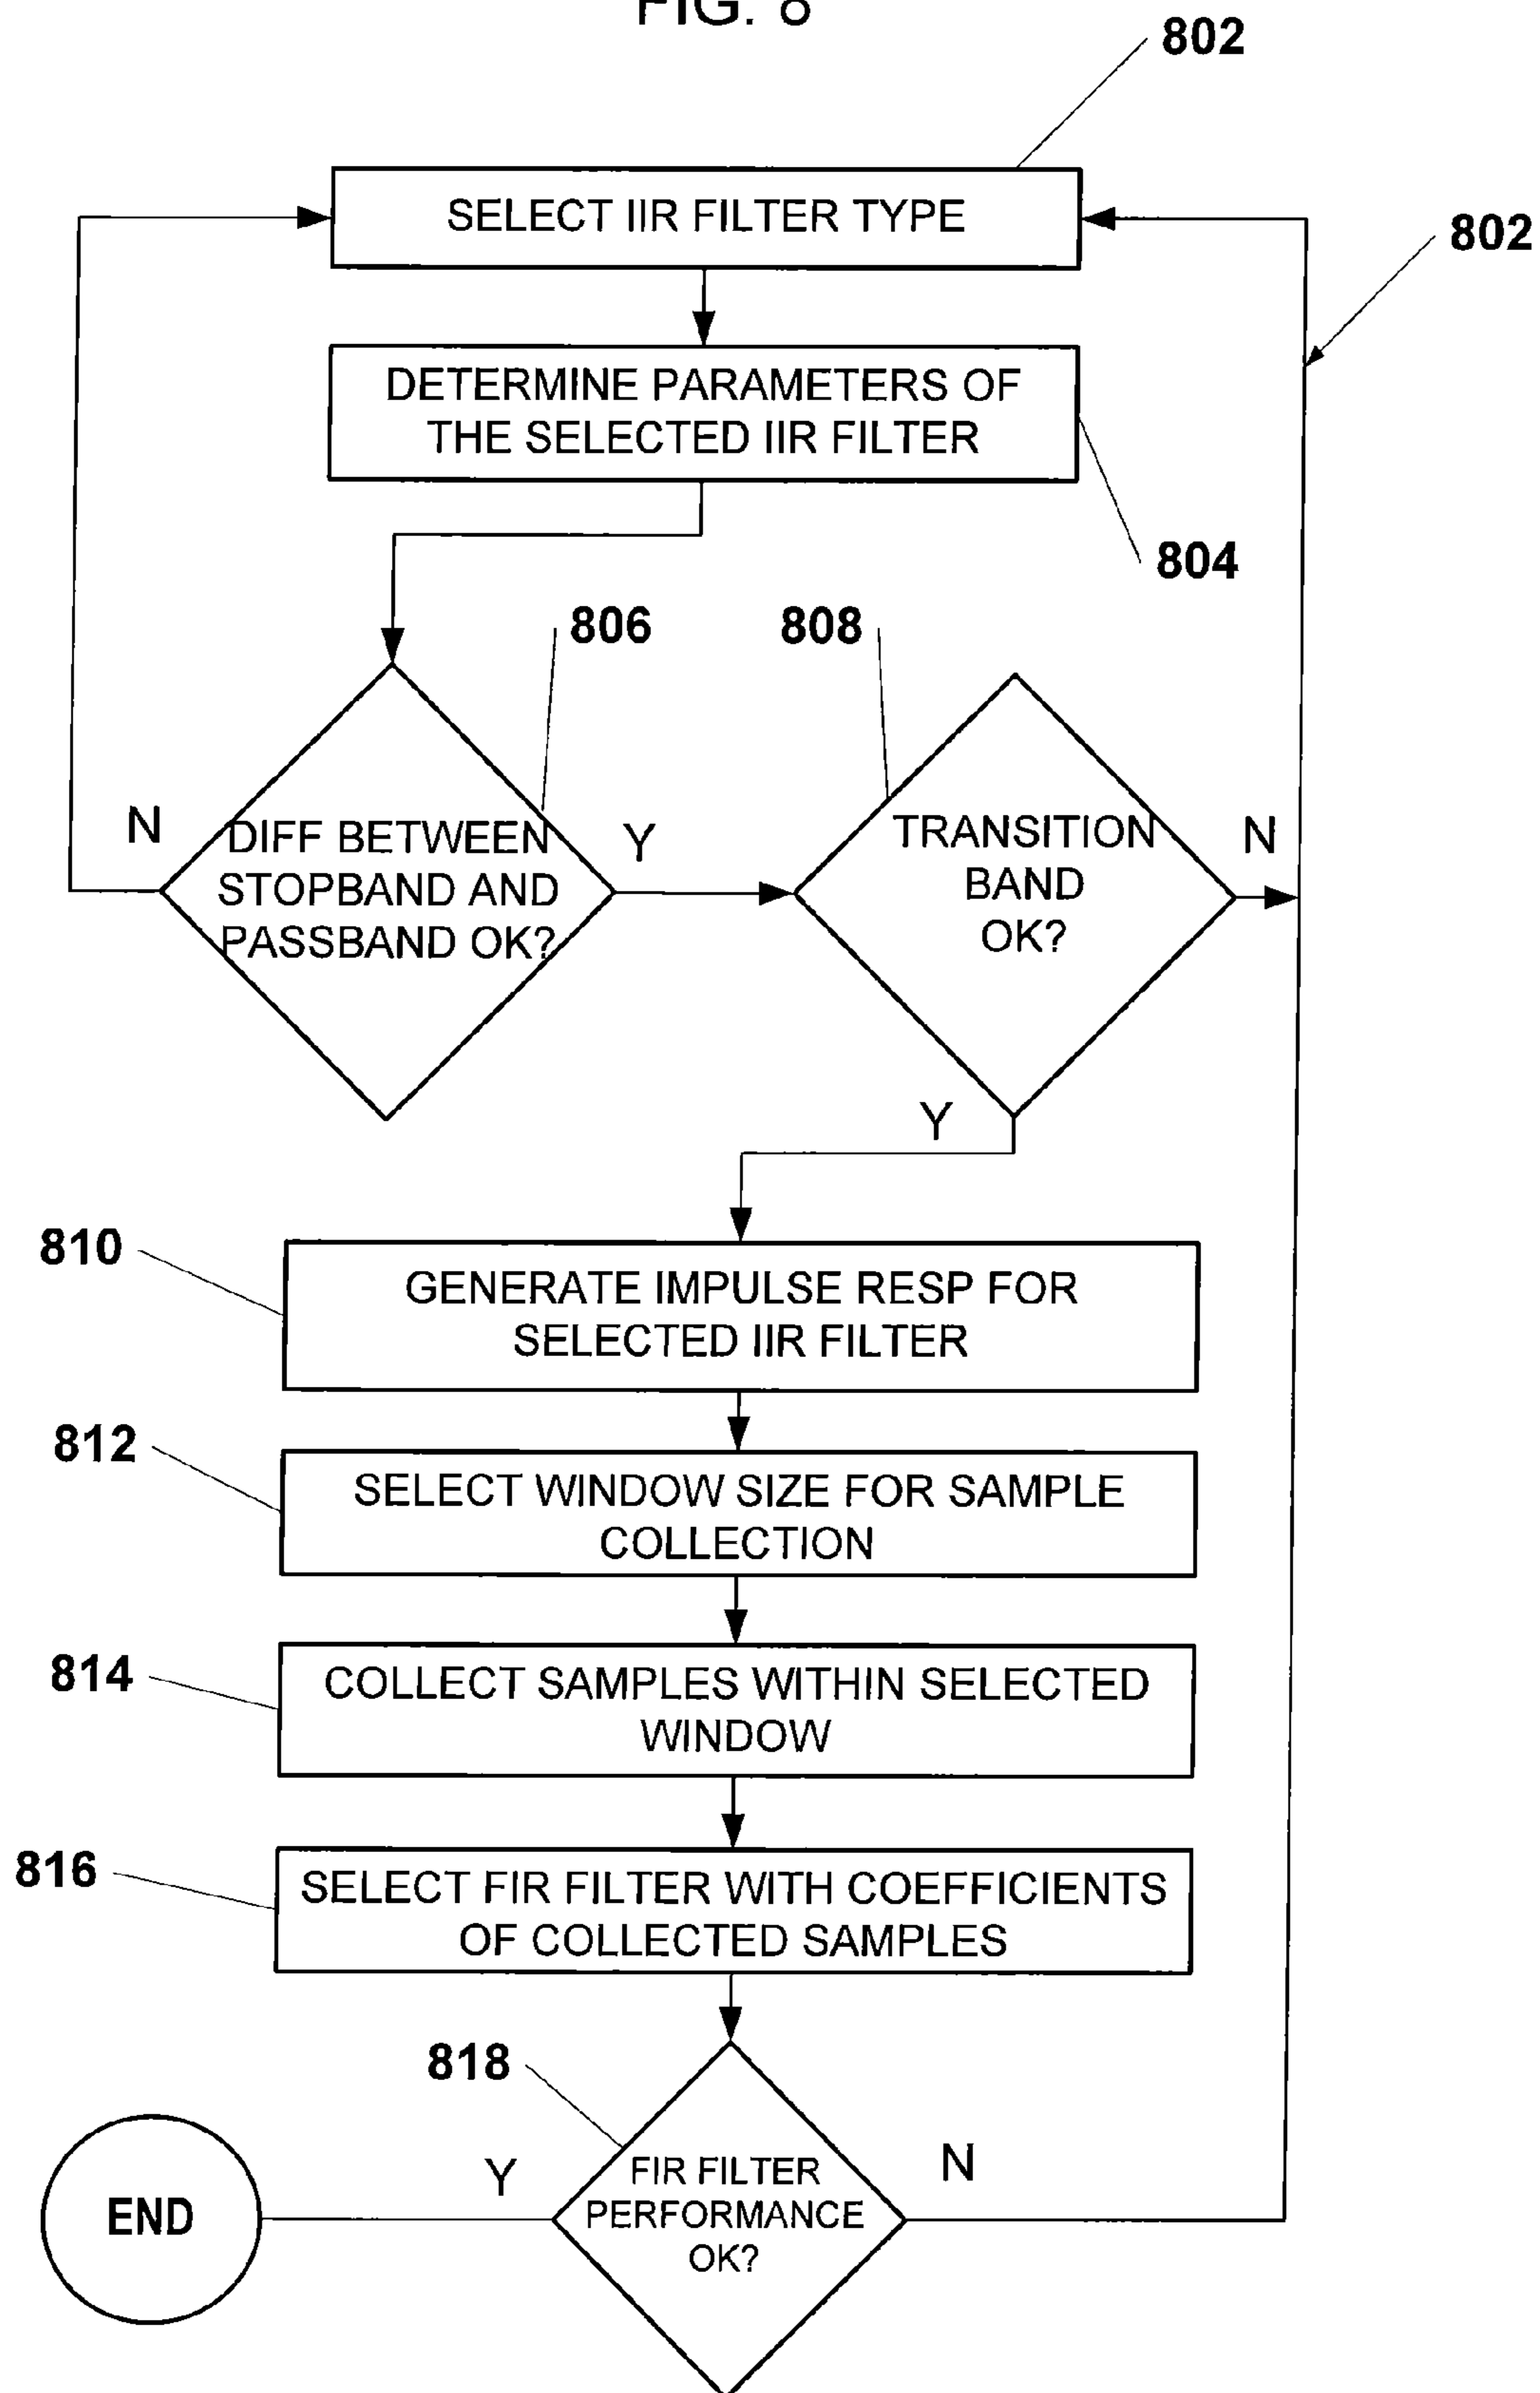 FIG. 8
802
SELECT IIR FILTER TYPE
802
DETERMINE PARAMETERS OF
THE SELECTED IIR FILTER
804
806
808
N
DIFF BETWEEN
STOPBAND AND
PASSBAND OK?
Y
TRANSITION
BAND
OK?
N
Y
810
GENERATE IMPULSE RESP FOR
SELECTED IIR FILTER
812
SELECT WINDOW SIZE FOR SAMPLE
COLLECTION
814
COLLECT SAMPLES WITHIN SELECTED
WINDOW
816
SELECT FIR FILTER WITH COEFFICIENTS
OF COLLECTED SAMPLES
818
END
Y
FIR FILTER
PERFORMANCE
OK?
N